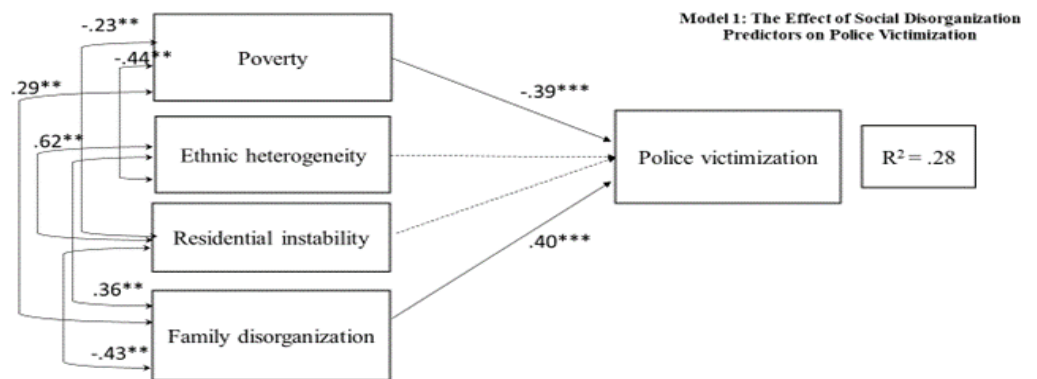 Model 1: The Effect of Social Disorganization
Predictors on Police Victimization
-.23**
-.44**
.29**
.62**
.36**
-.43**
Poverty
Ethnic heterogeneity
Residential instability
Family disorganization
-.39***
.40***
Police victimization
R² = .28